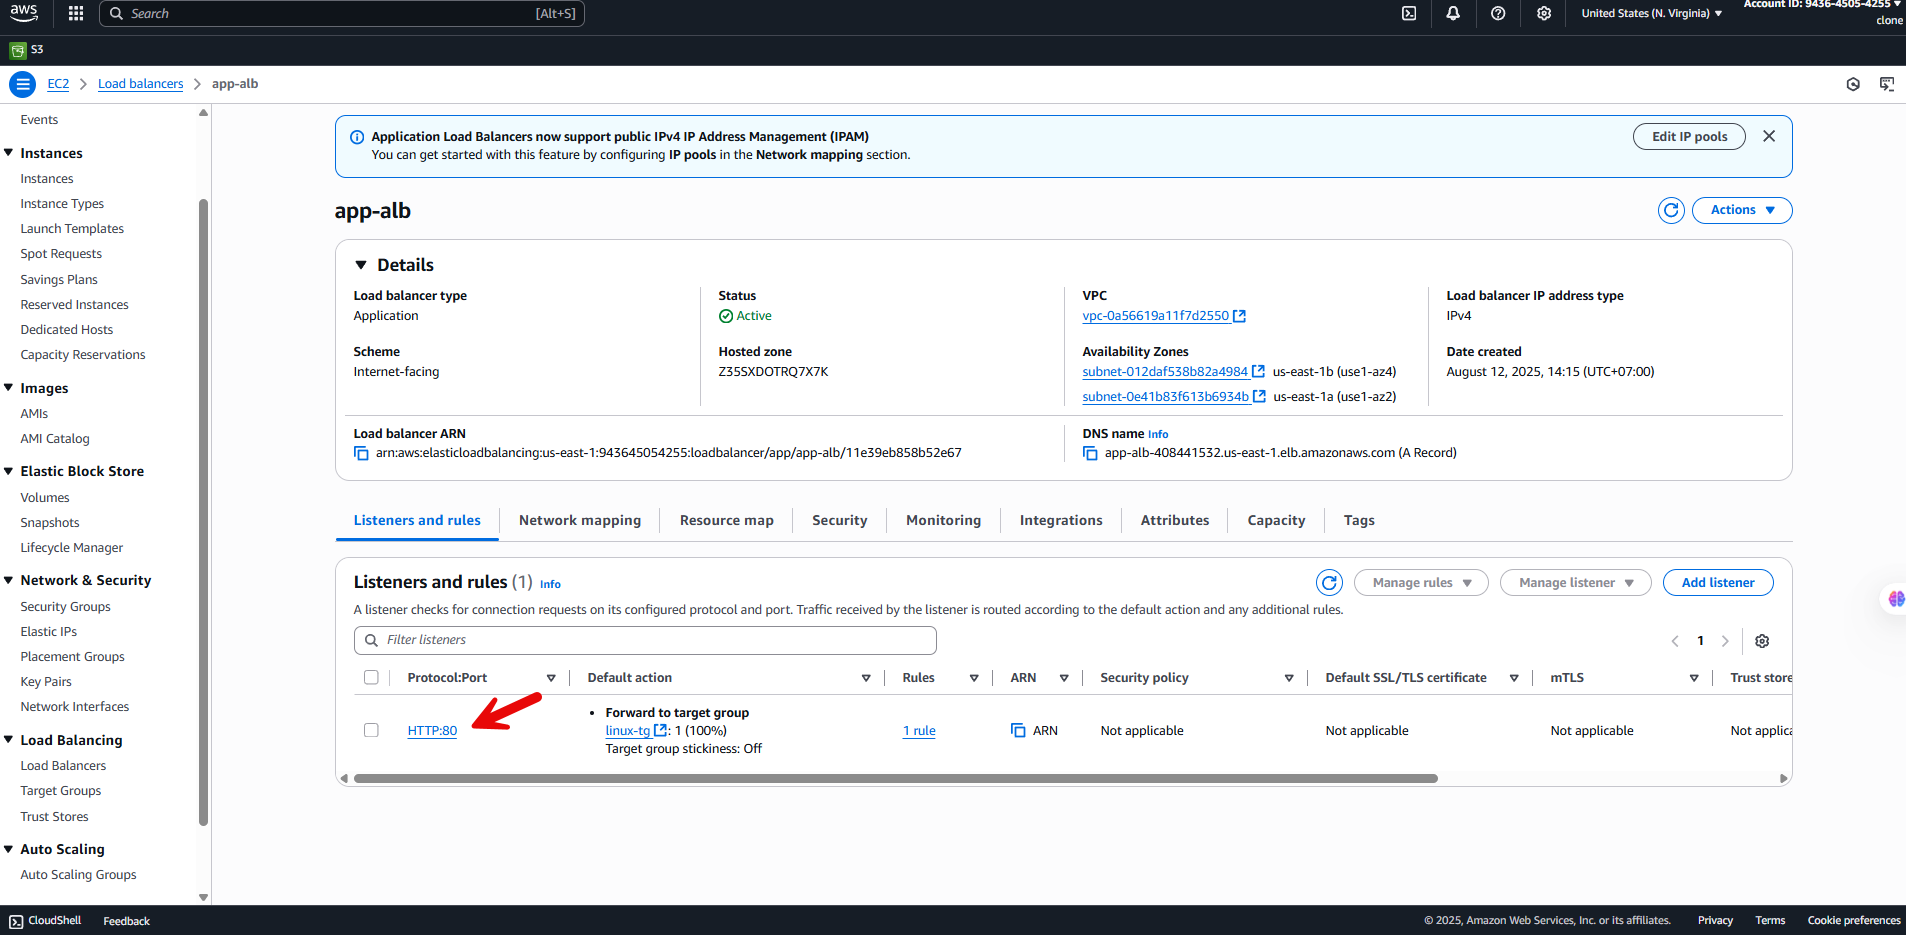 aws
Search [Alt+S]
United States (N. Virginia)
Account ID: 9436-4505-4255
clone
S3
EC2 > Load balancers > app-alb
Events
Instances
Instances
Instance Types
Launch Templates
Spot Requests
Savings Plans
Reserved Instances
Dedicated Hosts
Capacity Reservations
Images
AMIs
AMI Catalog
Elastic Block Store
Volumes
Snapshots
Lifecycle Manager
Network & Security
Security Groups
Elastic IPs
Placement Groups
Key Pairs
Network Interfaces
Load Balancing
Load Balancers
Target Groups
Trust Stores
Auto Scaling
Auto Scaling Groups
Application Load Balancers now support public IPv4 IP Address Management (IPAM)
You can get started with this feature by configuring IP pools in the Network mapping section.
Edit IP pools
app-alb
Actions
Details
Load balancer type
Application
Status
Active
VPC
vpc-0a56619a11f7d2550
Load balancer IP address type
IPv4
Scheme
Internet-facing
Hosted zone
Z35SXDOTRQ7X7K
Availability Zones
subnet-012daf538b82a4984 us-east-1b (use1-az4)
subnet-0e41b83f613b6934b us-east-1a (use1-az2)
Date created
August 12, 2025, 14:15 (UTC+07:00)
Load balancer ARN
arn:aws:elasticloadbalancing:us-east-1:943645054255:loadbalancer/app/app-alb/11e39eb858b52e67
DNS name Info
app-alb-408441532.us-east-1.elb.amazonaws.com (A Record)
Listeners and rules Network mapping Resource map Security Monitoring Integrations Attributes Capacity Tags
Listeners and rules (1) Info
Manage rules Manage listener Add listener
A listener checks for connection requests on its configured protocol and port. Traffic received by the listener is routed according to the default action and any additional rules.
Filter listeners
1
Protocol:Port Default action Rules ARN Security policy Default SSL/TLS certificate mTLS Trust store
HTTP:80
• Forward to target group
linux-tg : 1 (100%)
Target group stickiness: Off
1 rule
ARN
Not applicable
Not applicable
Not applicable
Not applica
CloudShell Feedback
© 2025, Amazon Web Services, Inc. or its affiliates. Privacy Terms Cookie preferences